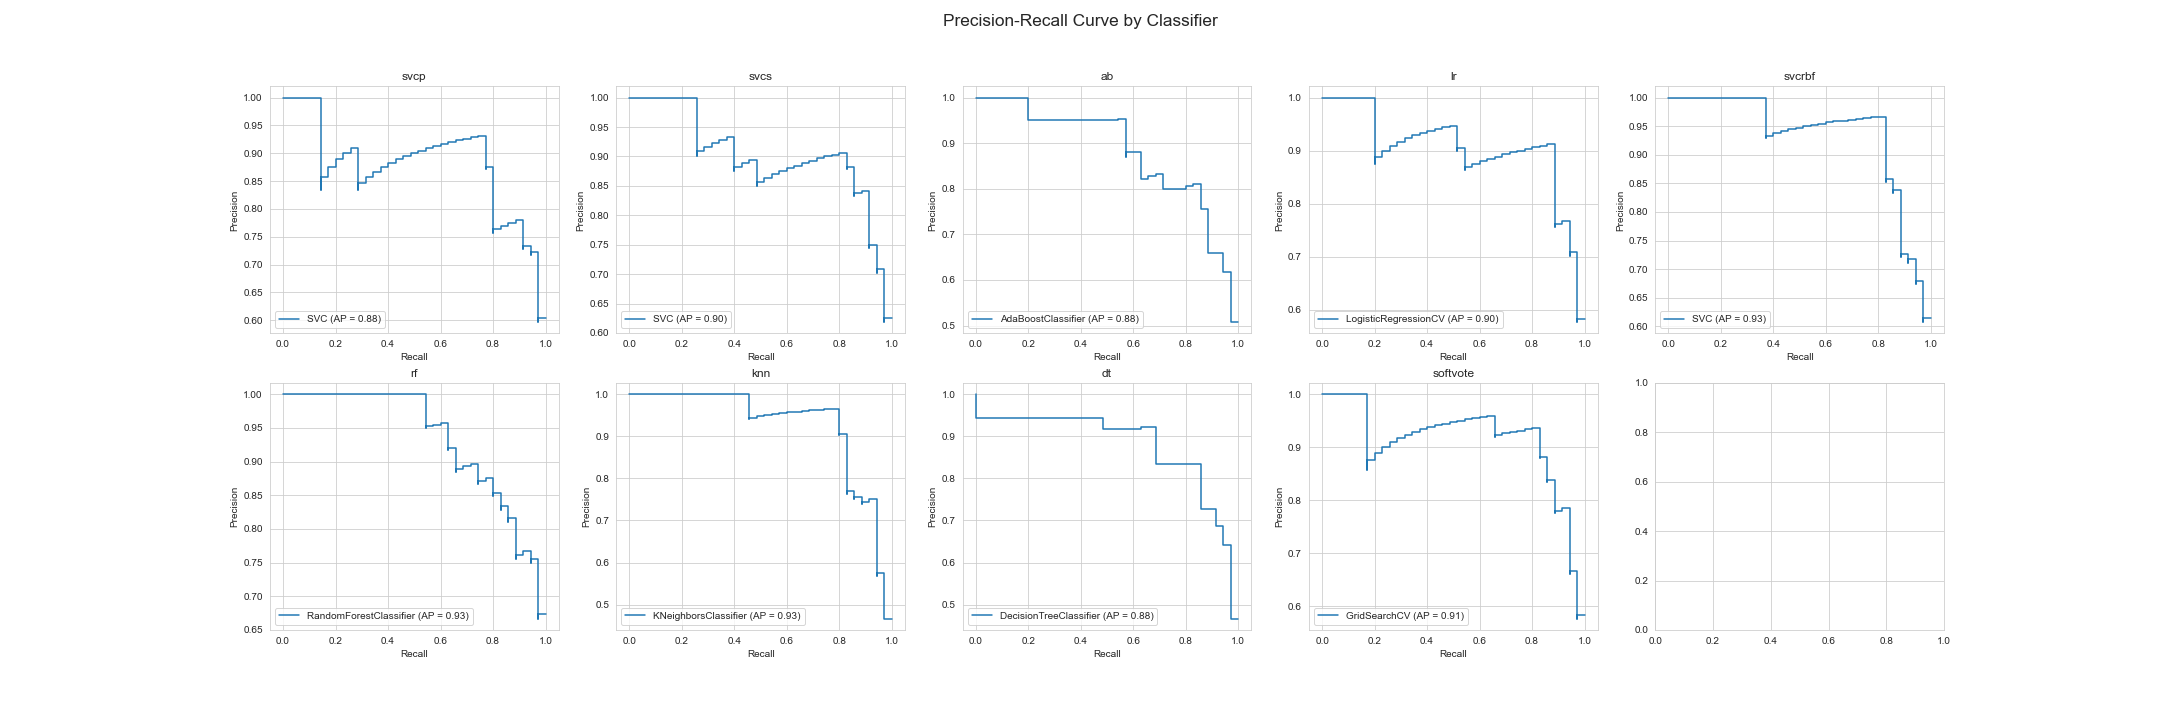 Precision-Recall Curve by Classifier
svcp
1.00
0.95
0.90
0.85
0.80
0.75
0.70
0.65
0.60
Precision
SVC (AP = 0.88)
0.0 0.2 0.4 0.6 0.8 1.0
Recall
svcs
1.00
0.95
0.90
0.85
0.80
0.75
0.70
0.65
0.60
Precision
SVC (AP = 0.90)
0.0 0.2 0.4 0.6 0.8 1.0
Recall
ab
1.0
0.9
0.8
0.7
0.6
0.5
Precision
AdaBoostClassifier (AP = 0.88)
0.0 0.2 0.4 0.6 0.8 1.0
Recall
lr
1.0
0.9
0.8
0.7
0.6
Precision
LogisticRegressionCV (AP = 0.90)
0.0 0.2 0.4 0.6 0.8 1.0
Recall
svcrbf
1.00
0.95
0.90
0.85
0.80
0.75
0.70
0.65
0.60
Precision
SVC (AP = 0.93)
0.0 0.2 0.4 0.6 0.8 1.0
Recall
rf
1.00
0.95
0.90
0.85
0.80
0.75
0.70
0.65
Precision
RandomForestClassifier (AP = 0.93)
0.0 0.2 0.4 0.6 0.8 1.0
Recall
knn
1.0
0.9
0.8
0.7
0.6
0.5
Precision
KNeighborsClassifier (AP = 0.93)
0.0 0.2 0.4 0.6 0.8 1.0
Recall
dt
1.0
0.9
0.8
0.7
0.6
0.5
Precision
DecisionTreeClassifier (AP = 0.88)
0.0 0.2 0.4 0.6 0.8 1.0
Recall
softvote
1.0
0.9
0.8
0.7
0.6
Precision
GridSearchCV (AP = 0.91)
0.0 0.2 0.4 0.6 0.8 1.0
Recall
1.0
0.8
0.6
0.4
0.2
0.0
0.0 0.2 0.4 0.6 0.8 1.0